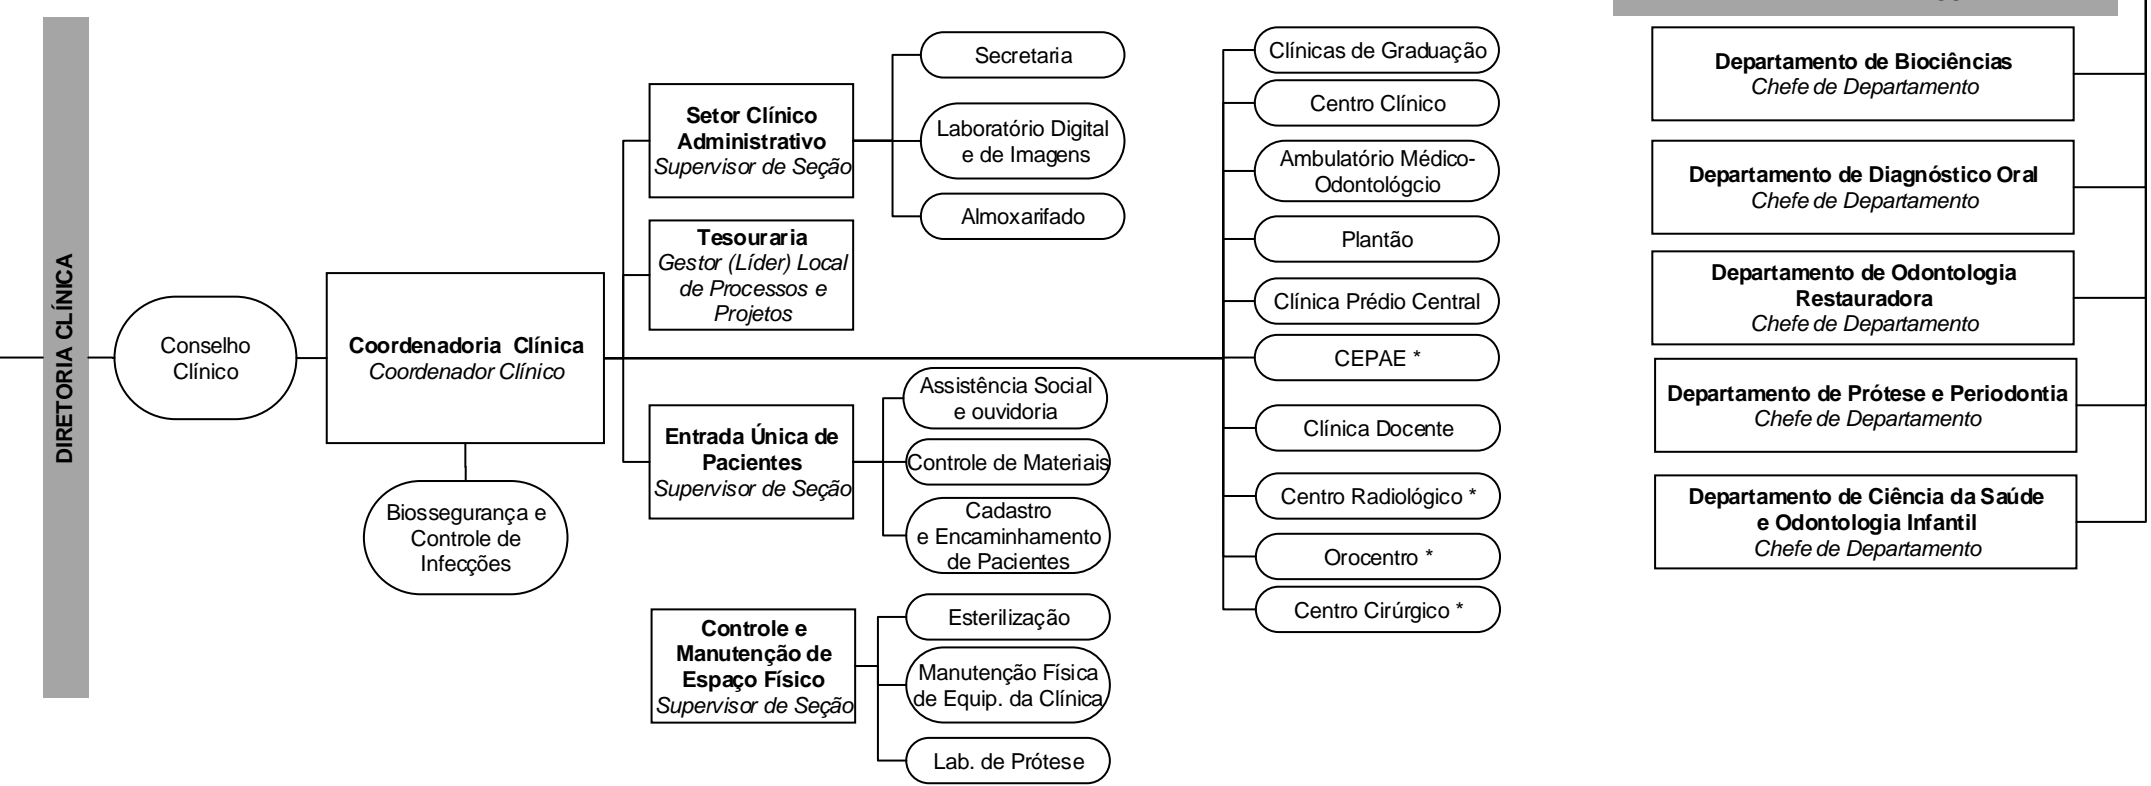 DIRETORIA CLÍNICA
Conselho
Clínico
Coordenadoria Clínica
Coordenador Clínico
Biossegurança e
Controle de
Infecções
Setor Clínico
Administrativo
Supervisor de Seção
Secretaria
Laboratório Digital
e de Imagens
Almoxarifado
Tesouraria
Gestor (Líder) Local
de Processos e
Projetos
Entrada Única de
Pacientes
Supervisor de Seção
Assistência Social
e ouvidoria
Controle de Materiais
Cadastro
e Encaminhamento
de Pacientes
Controle e
Manutenção de
Espaço Físico
Supervisor de Seção
Esterilização
Manutenção Física
de Equip. da Clínica
Lab. de Prótese
Clínicas de Graduação
Centro Clínico
Ambulatório Médico-
Odontológcio
Plantão
Clínica Prédio Central
CEPAE *
Clínica Docente
Centro Radiológico *
Orocentro *
Centro Cirúrgico *
Departamento de Biociências
Chefe de Departamento
Departamento de Diagnóstico Oral
Chefe de Departamento
Departamento de Odontologia
Restauradora
Chefe de Departamento
Departamento de Prótese e Periodontia
Chefe de Departamento
Departamento de Ciência da Saúde
e Odontologia Infantil
Chefe de Departamento